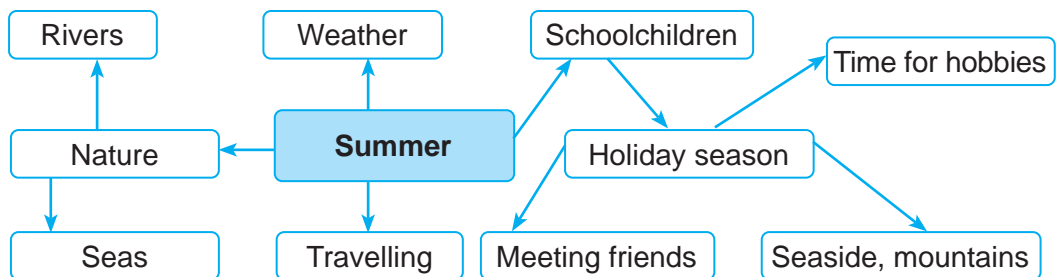 Rivers
Weather
Schoolchildren
Time for hobbies
Nature
Summer
Holiday season
Seas
Travelling
Meeting friends
Seaside, mountains